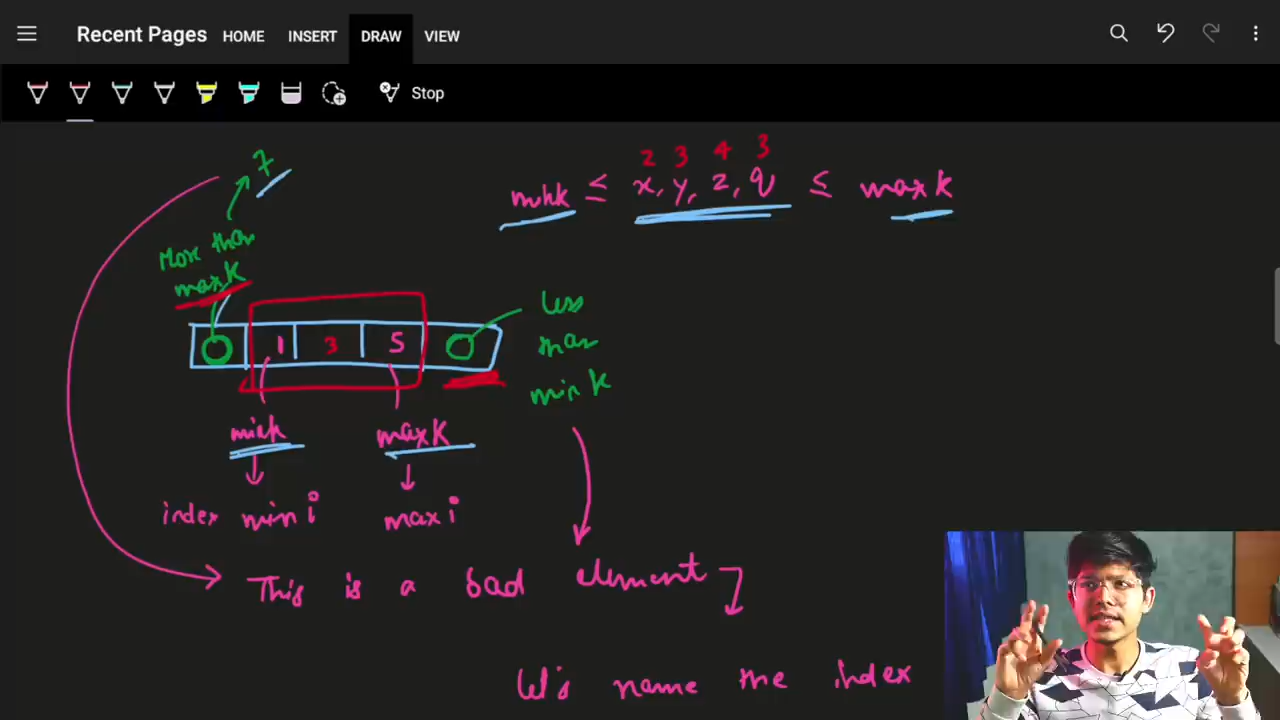 Recent Pages HOME INSERT DRAW VIEW
Stop
7
2 3 4 3
mink ≤ x, y, z, q ≤ maxk
More than
maxk
less
than
min k
1 3 5
mink maxk
index mini maxi
This is a bad element
Let's name the index